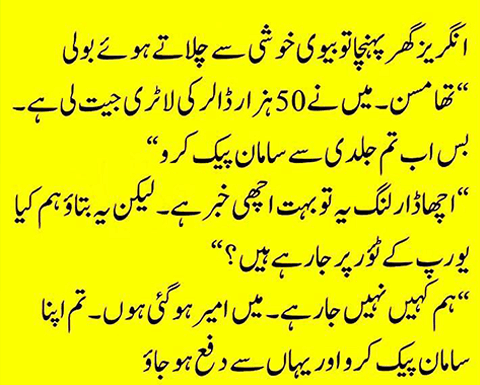 انگریز گھر پہنچا تو بیوی خوشی سے چلاتے ہوئے بولی
“تھامسن۔ میں نے 50 ہزار ڈالر کی لاٹری جیت لی ہے۔
بس اب تم جلدی سے سامان پیک کرو“
“اچھا ڈارلنگ یہ تو بہت اچھی خبر ہے۔ لیکن یہ بتاؤ ہم کیا
یورپ کے ٹؤر پر جا رہے ہیں؟“
“ہم کہیں نہیں جا رہے۔ میں امیر ہو گئی ہوں۔ تم اپنا
سامان پیک کرو اور یہاں سے دفع ہو جاؤ